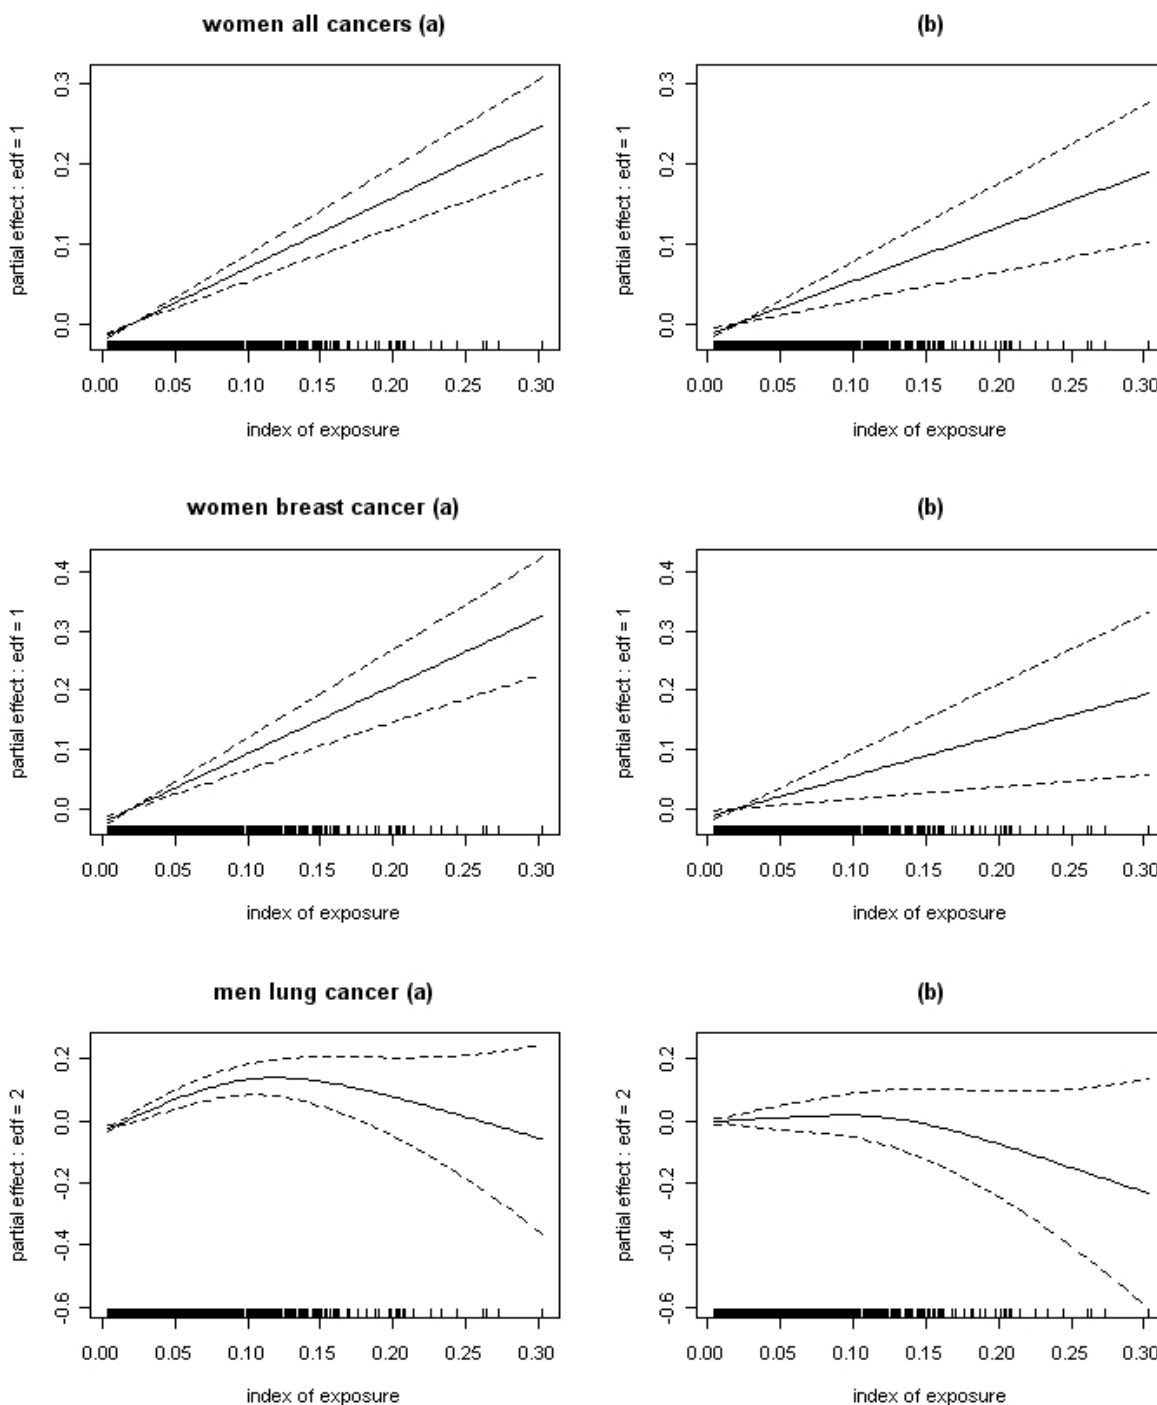 women all cancers (a)
partial effect : edf = 1
0.3
0.2
0.1
0.0
0.00 0.05 0.10 0.15 0.20 0.25 0.30
index of exposure
(b)
partial effect : edf = 1
0.3
0.2
0.1
0.0
0.00 0.05 0.10 0.15 0.20 0.25 0.30
index of exposure
women breast cancer (a)
partial effect : edf = 1
0.4
0.3
0.2
0.1
0.0
0.00 0.05 0.10 0.15 0.20 0.25 0.30
index of exposure
(b)
partial effect : edf = 1
0.4
0.3
0.2
0.1
0.0
0.00 0.05 0.10 0.15 0.20 0.25 0.30
index of exposure
men lung cancer (a)
partial effect : edf = 2
0.2
0.0
-0.2
-0.4
-0.6
0.00 0.05 0.10 0.15 0.20 0.25 0.30
index of exposure
(b)
partial effect : edf = 2
0.2
0.0
-0.2
-0.4
-0.6
0.00 0.05 0.10 0.15 0.20 0.25 0.30
index of exposure